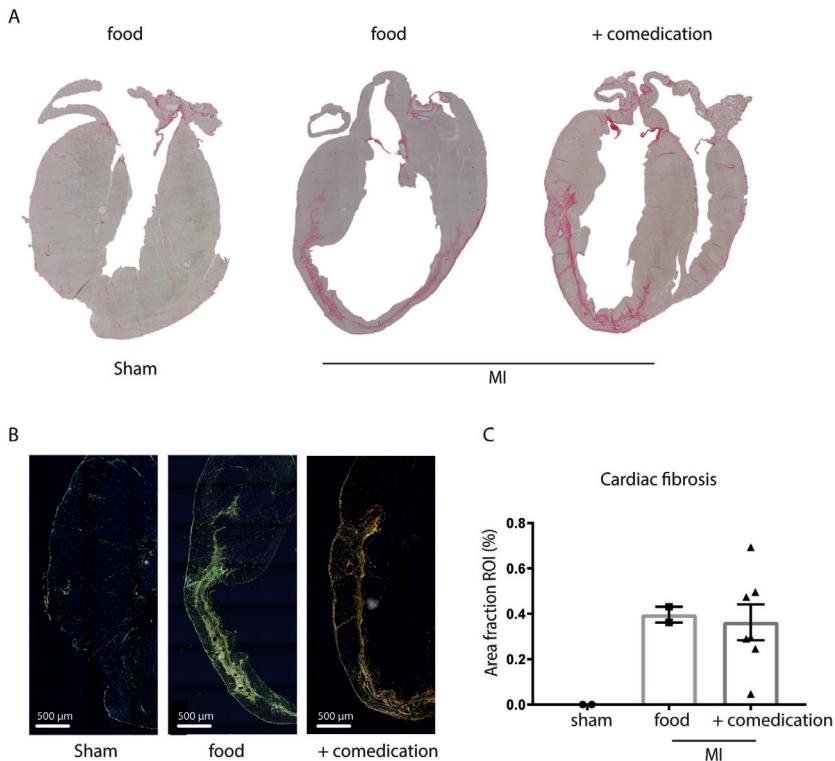 A
food
food
+ comedication
Sham
MI
B
500 µm
500 µm
500 µm
Sham
food
+ comedication
C
Cardiac fibrosis
Area fraction ROI (%)
0.8
0.6
0.4
0.2
0.0
sham
food
+ comedication
MI